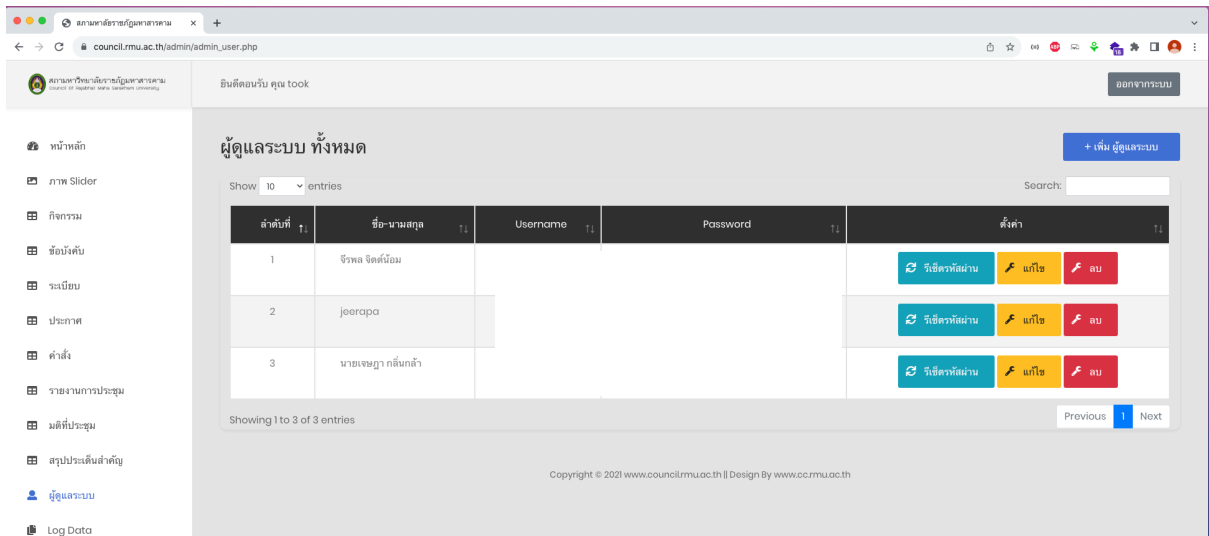 สภามหาลัยราชภัฏมหาสารคาม
council.rmu.ac.th/admin/admin_user.php
ABP
10
สภามหาวิทยาลัยราชภัฏมหาสารคาม
Council of Rajabhat Maha Sarakham University
ยินดีตอนรับ คุณ took
ออกจากระบบ
หน้าหลัก
ภาพ Slider
กิจกรรม
ข้อบังคับ
ระเบียบ
ประกาศ
คำสั่ง
รายงานการประชุม
มติที่ประชุม
สรุปประเด็นสำคัญ
ผู้ดูแลระบบ
Log Data
ผู้ดูแลระบบ ทั้งหมด
+ เพิ่ม ผู้ดูแลระบบ
Show 10 entries
Search:
ลำดับที่ ชื่อ-นามสกุล Username Password ตั้งค่า
1 จีรพล จิตต์น้อม รีเซ็ตรหัสผ่าน แก้ไข ลบ
2 jeerapa รีเซ็ตรหัสผ่าน แก้ไข ลบ
3 นายเจษฎา กลิ่นกล้า รีเซ็ตรหัสผ่าน แก้ไข ลบ
Showing 1 to 3 of 3 entries
Previous 1 Next
Copyright © 2021 www.council.rmu.ac.th || Design By www.cc.rmu.ac.th